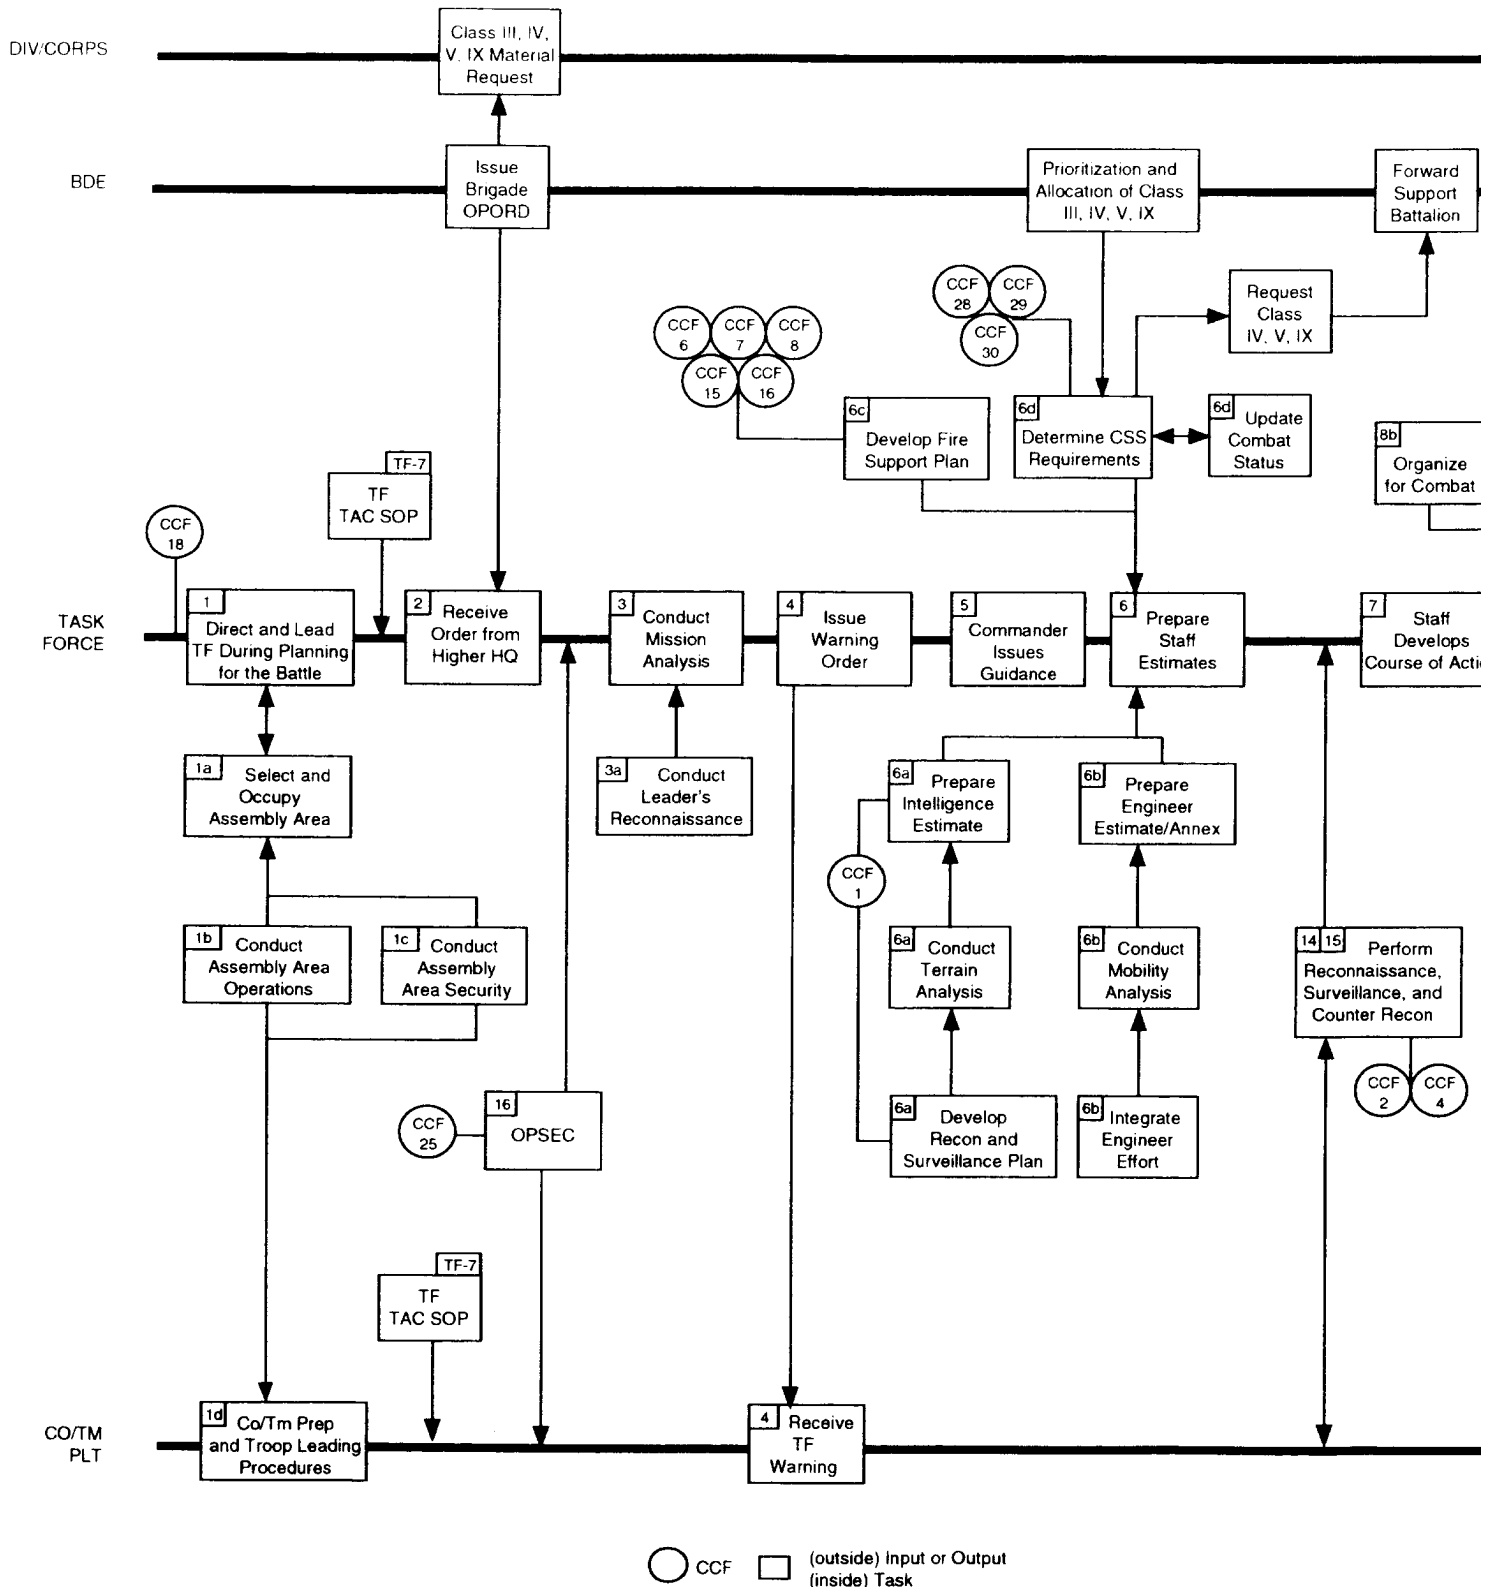 DIV/CORPS
Class III, IV,
V, IX Material
Request
BDE
Issue
Brigade
OPORD
Prioritization and
Allocation of Class
III, IV, V, IX
Forward
Support
Battalion
CCF
28
CCF
29
CCF
30
Request
Class
IV, V, IX
CCF
6
CCF
7
CCF
8
CCF
15
CCF
16
6c
Develop Fire
Support Plan
6d
Determine CSS
Requirements
6d
Update
Combat
Status
8b
Organize
for Combat
TF-7
TF
TAC SOP
CCF
18
TASK
FORCE
1
Direct and Lead
TF During Planning
for the Battle
2
Receive
Order from
Higher HQ
3
Conduct
Mission
Analysis
4
Issue
Warning
Order
5
Commander
Issues
Guidance
6
Prepare
Staff
Estimates
7
Staff
Develops
Course of Acti
1a
Select and
Occupy
Assembly Area
3a
Conduct
Leader's
Reconnaissance
6a
Prepare
Intelligence
Estimate
6b
Prepare
Engineer
Estimate/Annex
CCF
1
1b
Conduct
Assembly Area
Operations
1c
Conduct
Assembly
Area Security
6a
Conduct
Terrain
Analysis
6b
Conduct
Mobility
Analysis
14 15
Perform
Reconnaissance,
Surveillance, and
Counter Recon
CCF
2
CCF
4
CCF
25
16
OPSEC
6a
Develop
Recon and
Surveillance Plan
6b
Integrate
Engineer
Effort
TF-7
TF
TAC SOP
CO/TM
PLT
1d
Co/Tm Prep
and Troop Leading
Procedures
4
Receive
TF
Warning
CCF
(outside) Input or Output
(inside) Task